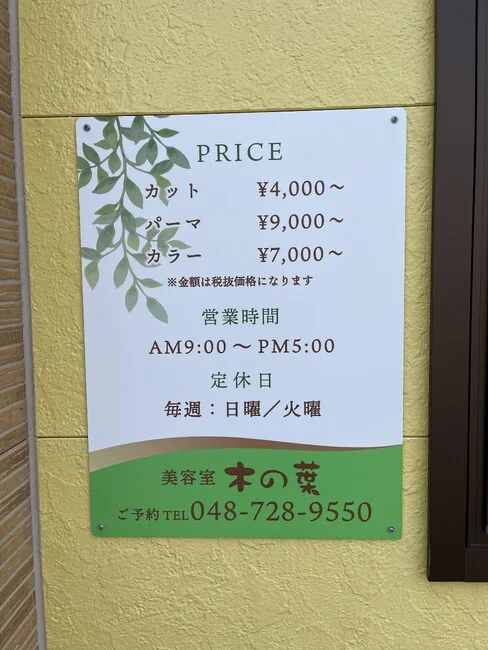 PRICE
カット ¥4,000～
パーマ ¥9,000～
カラー ¥7,000～
※金額は税抜価格になります
営業時間
AM9:00 ～ PM5:00
定休日
毎週：日曜／火曜
美容室 木の葉
ご予約 TEL 048-728-9550